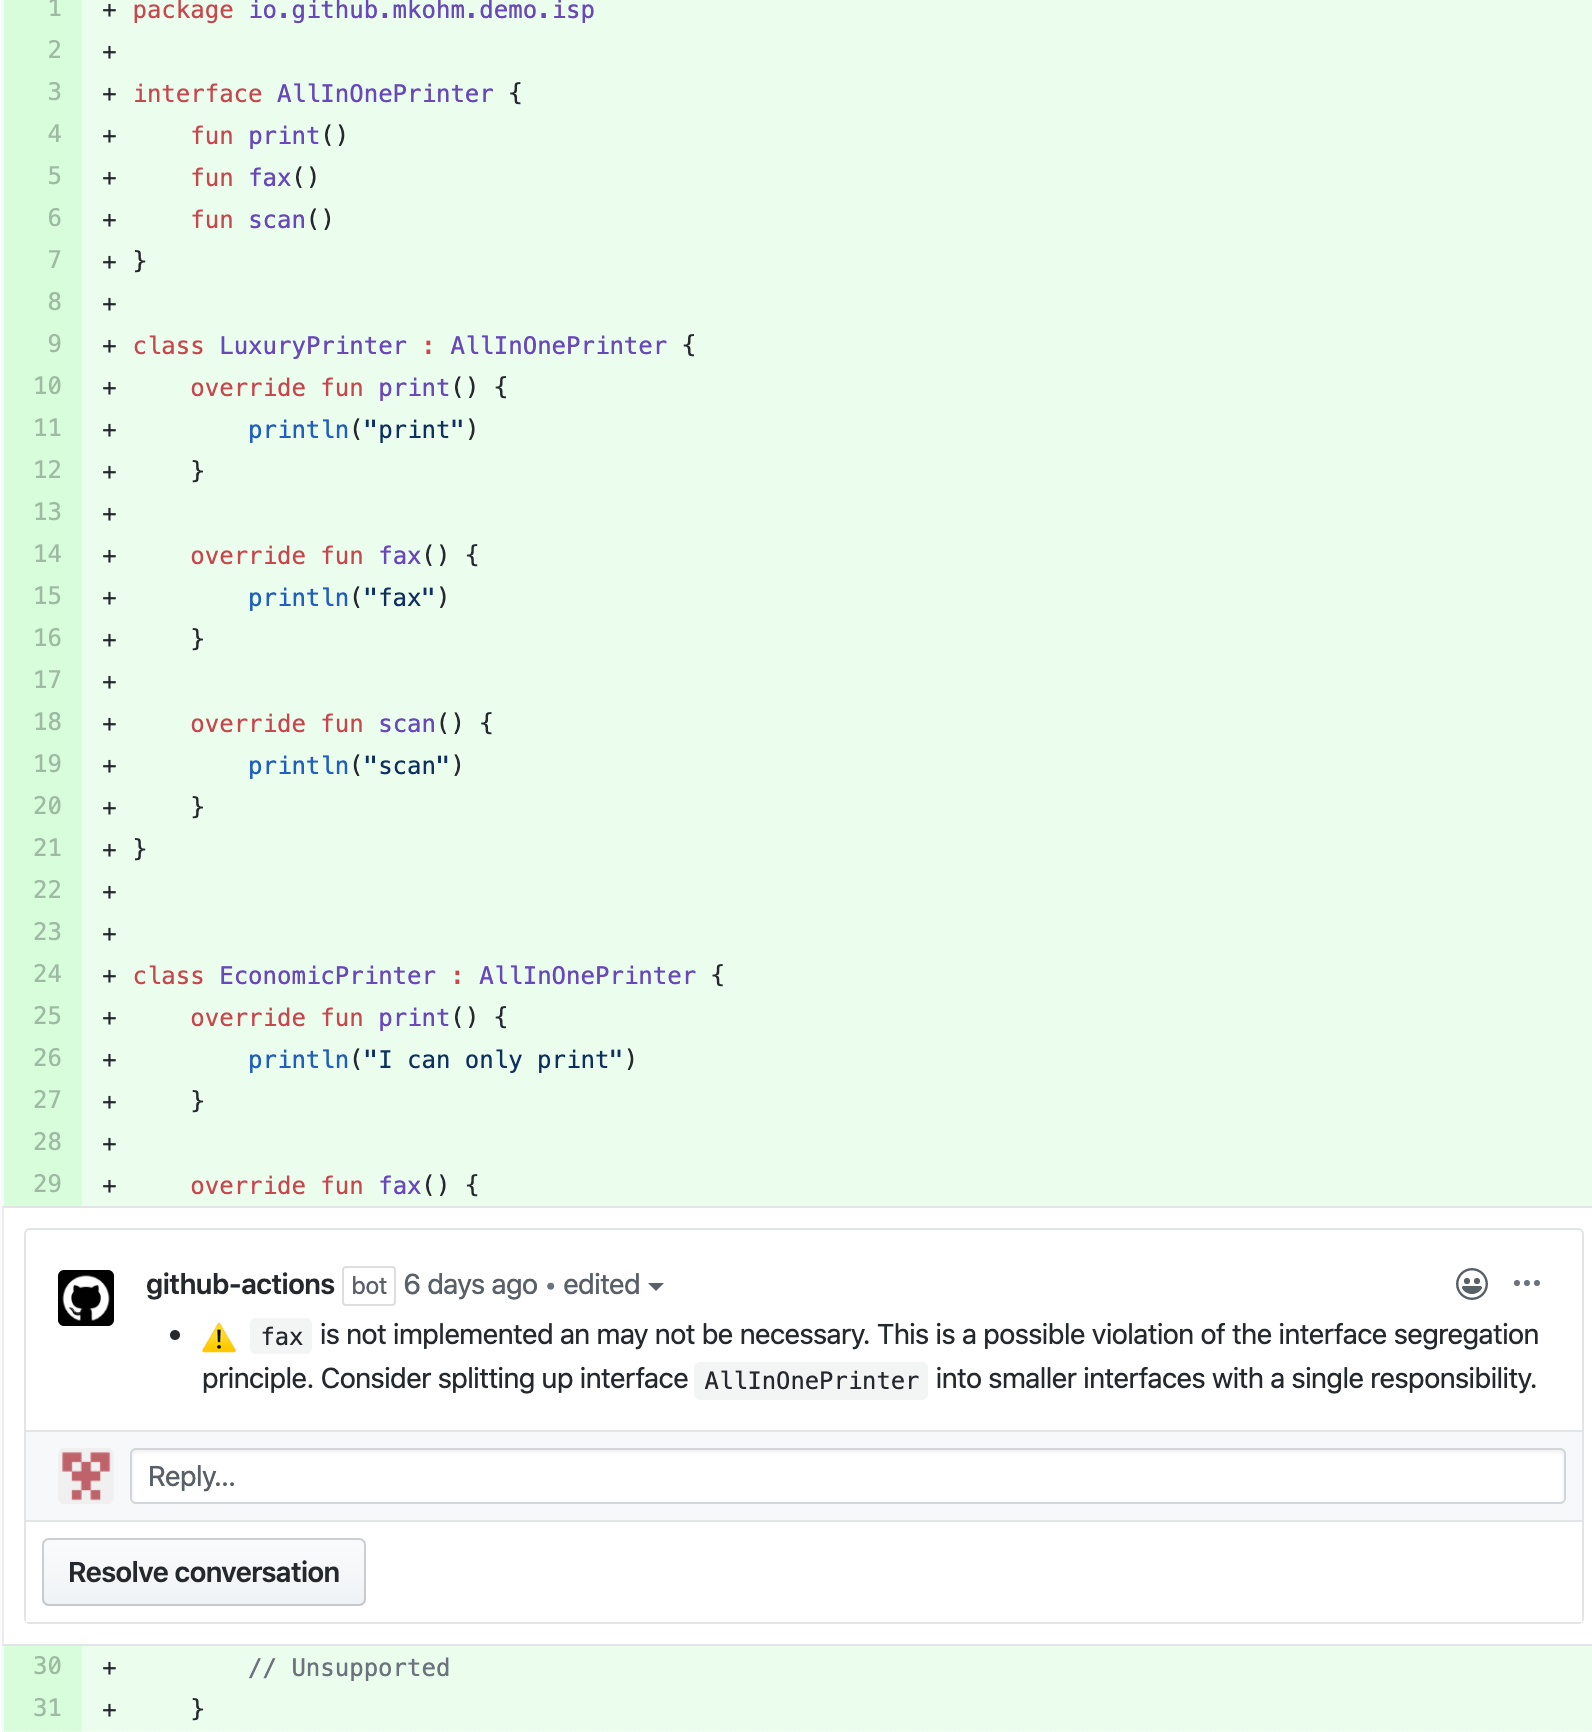 1 + package io.github.mkohm.demo.isp
2 +
3 + interface AllInOnePrinter {
4 +     fun print()
5 +     fun fax()
6 +     fun scan()
7 + }
8 +
9 + class LuxuryPrinter : AllInOnePrinter {
10 +     override fun print() {
11 +         println("print")
12 +     }
13 +
14 +     override fun fax() {
15 +         println("fax")
16 +     }
17 +
18 +     override fun scan() {
19 +         println("scan")
20 +     }
21 + }
22 +
23 +
24 + class EconomicPrinter : AllInOnePrinter {
25 +     override fun print() {
26 +         println("I can only print")
27 +     }
28 +
29 +     override fun fax() {
github-actions bot 6 days ago • edited
• ⚠️ fax is not implemented an may not be necessary. This is a possible violation of the interface segregation
principle. Consider splitting up interface AllInOnePrinter into smaller interfaces with a single responsibility.
Reply...
Resolve conversation
30 +         // Unsupported
31 +     }